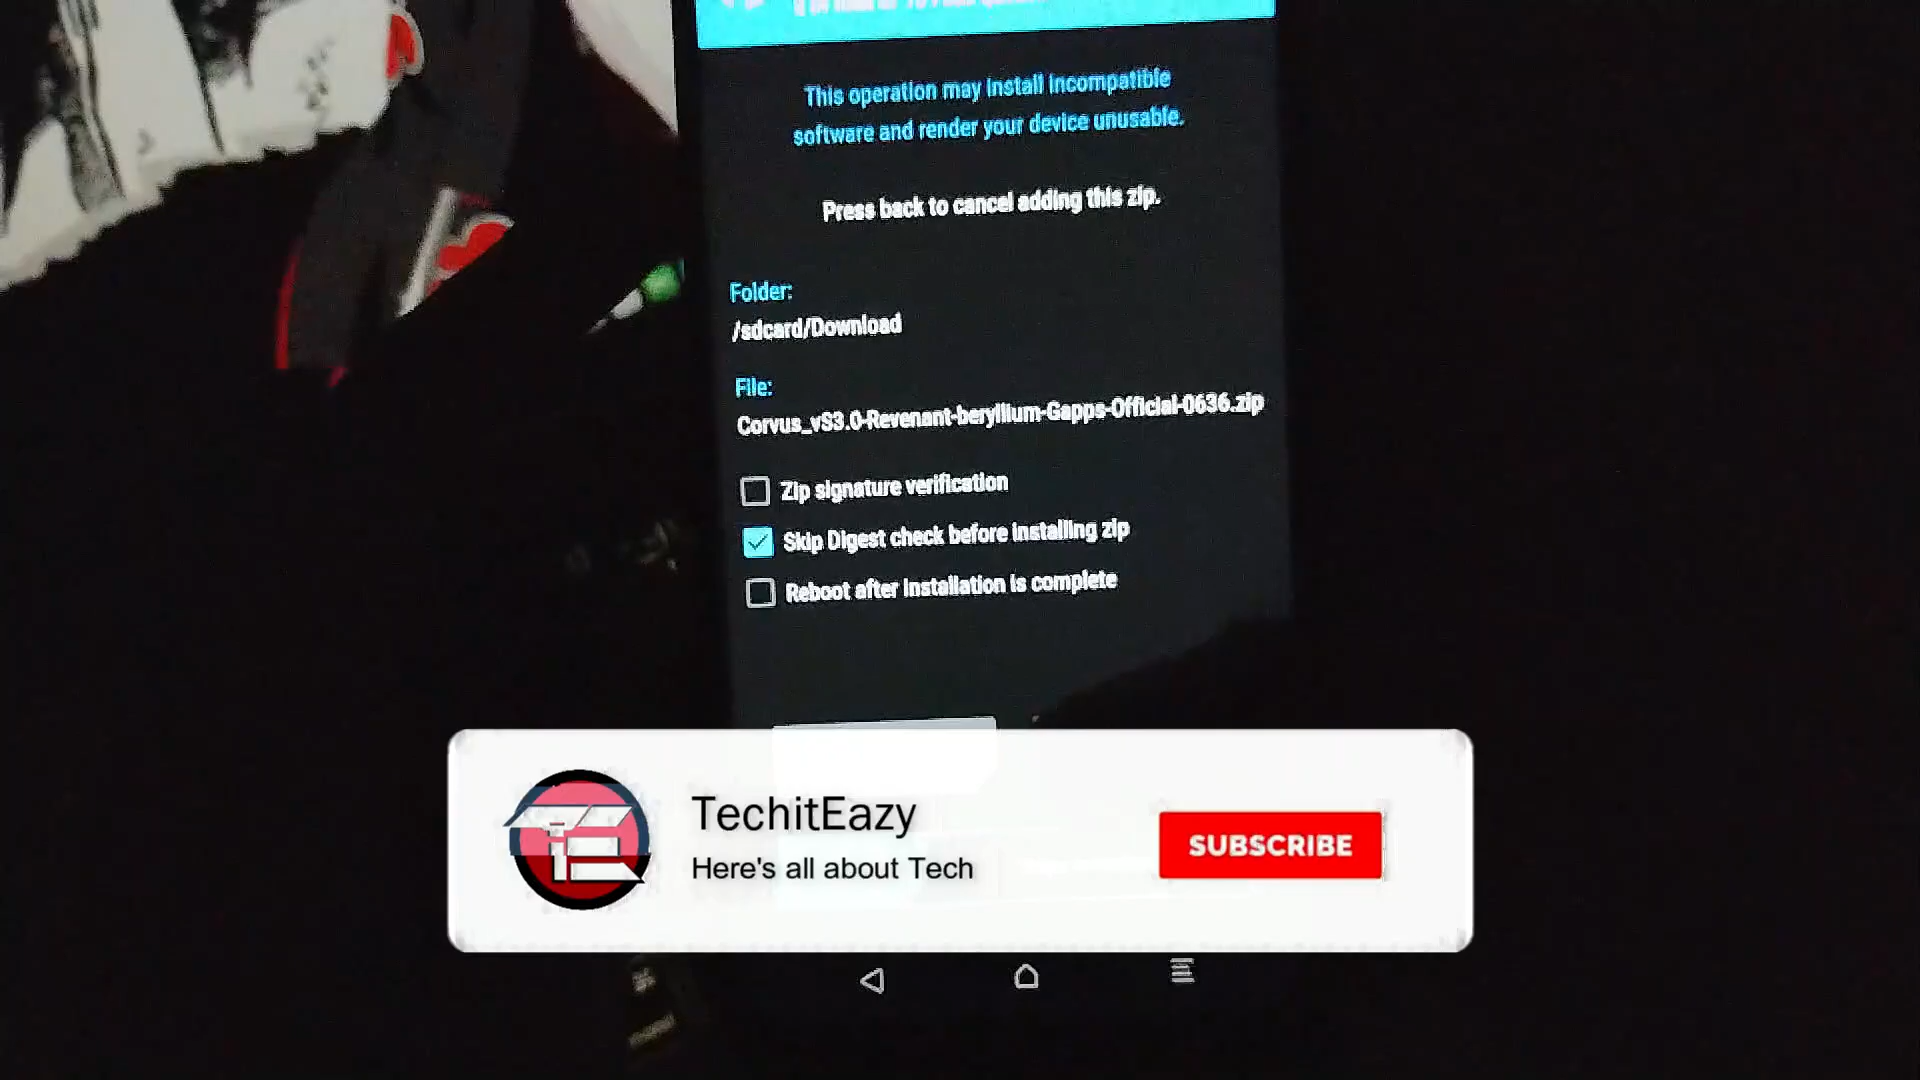 This operation may install incompatible
software and render your device unusable.
Press back to cancel adding this zip.
Folder:
/sdcard/Download
File:
Corvus_vS3.0-Revenant-beryllium-Gapps-Official-0636.zip
Zip signature verification
Skip Digest check before installing zip
Reboot after installation is complete
TechitEazy
Here's all about Tech
SUBSCRIBE